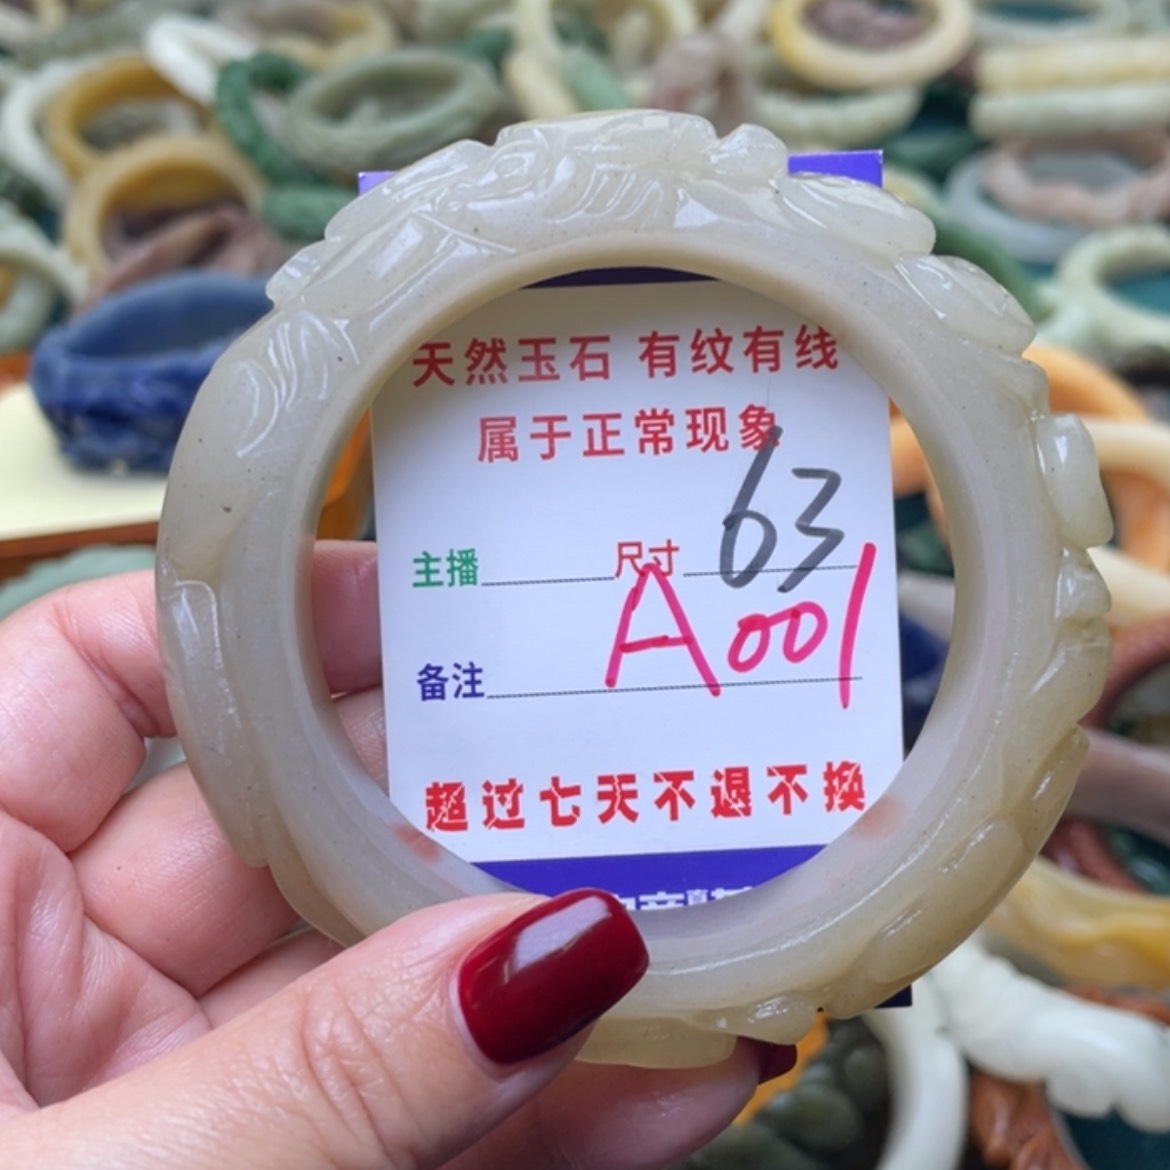 天然玉石 有纹有线
属于正常现象
主播 尺寸 63
A001
备注
超过七天不退不换